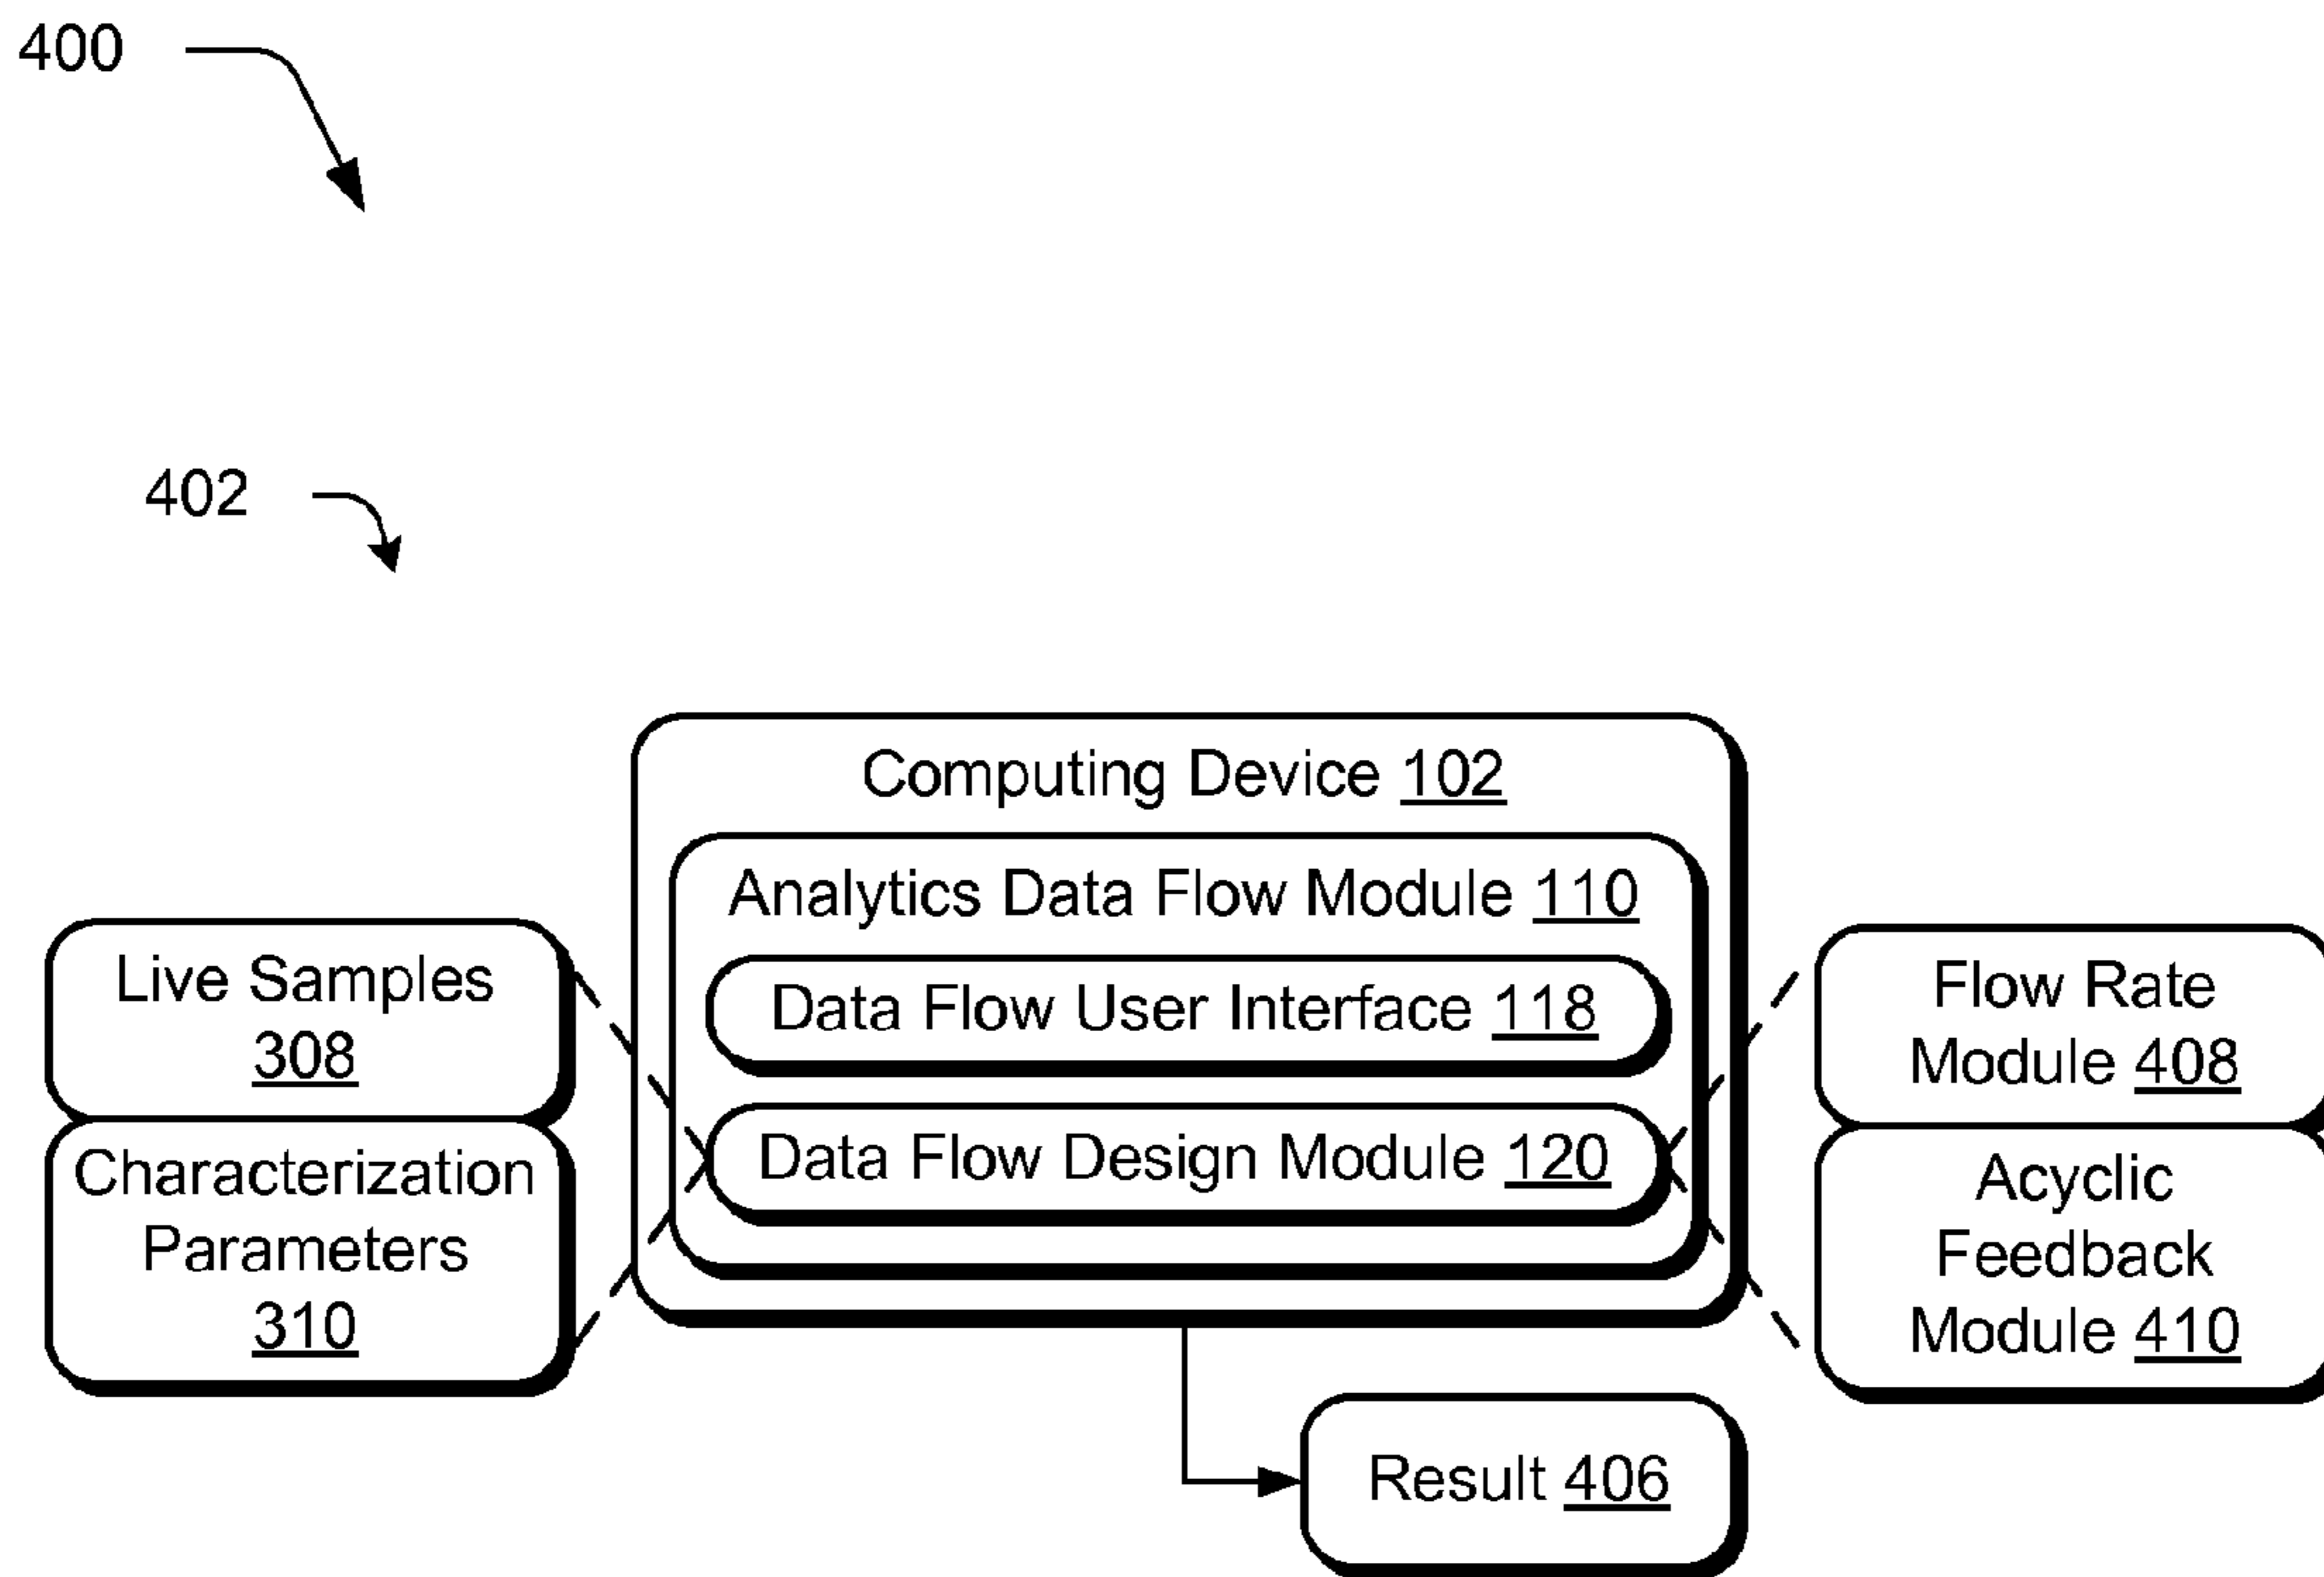 400
402
Computing Device 102
Analytics Data Flow Module 110
Data Flow User Interface 118
Data Flow Design Module 120
Live Samples
308
Characterization
Parameters
310
Flow Rate
Module 408
Acyclic
Feedback
Module 410
Result 406